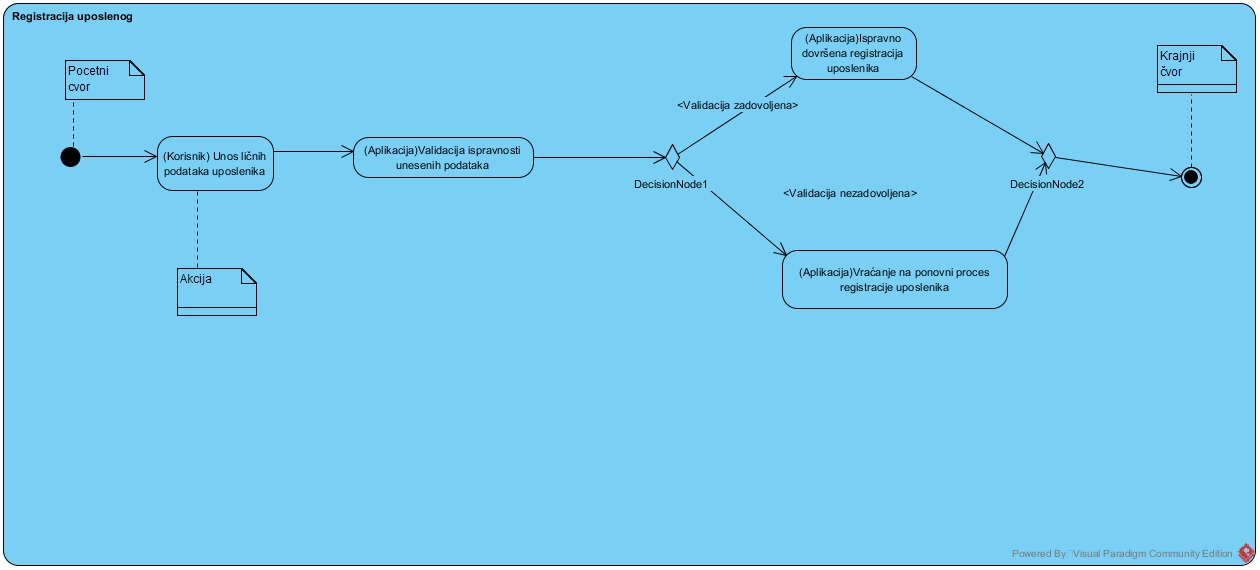 Registracija uposlenog
Pocetni
cvor
(Korisnik) Unos ličnih
podataka uposlenika
Akcija
(Aplikacija)Validacija ispravnosti
unesenih podataka
DecisionNode1
<Validacija zadovoljena>
(Aplikacija)Ispravno
dovršena registracija
uposlenika
<Validacija nezadovoljena>
(Aplikacija)Vraćanje na ponovni proces
registracije uposlenika
DecisionNode2
Krajnji
čvor
Powered By Visual Paradigm Community Edition